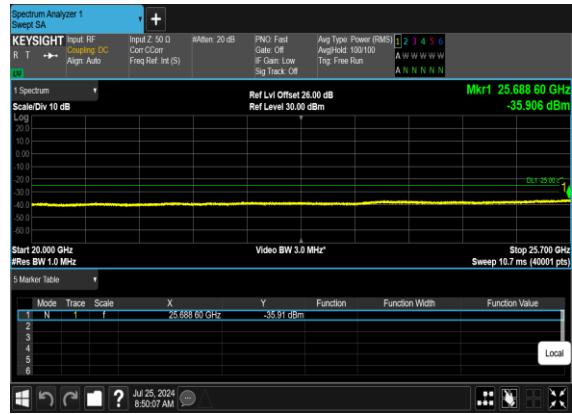 Spectrum Analyzer 1
Swept SA
KEYSIGHT Input: RF Input Z: 50 Ω #Atten: 20 dB PNO: Fast Avg Type: Power (RMS) 1 2 3 4 5 6
R T Coupling: DC Corr CCorr Gate: Off Avg|Hold: 100/100 A W W W W W
Align: Auto Freq Ref: Int (S) IF Gain: Low Trig: Free Run
Sig Track: Off A N N N N N
1 Spectrum Ref Lvl Offset 26.00 dB Mkr1 25.688 60 GHz
Scale/Div 10 dB Ref Level 30.00 dBm -35.906 dBm
Log
20.0
10.0
0.00
-10.0
-20.0 DL1 -25.00
-30.0 1
-40.0
-50.0
-60.0
Start 20.000 GHz Video BW 3.0 MHz* Stop 25.700 GHz
#Res BW 1.0 MHz Sweep 10.7 ms (40001 pts)
5 Marker Table
Mode Trace Scale X Y Function Function Width Function Value
1 N 1 f 25.688 60 GHz -35.91 dBm
2
3
4
5
6
Local
? Jul 25, 2024
8:50:07 AM